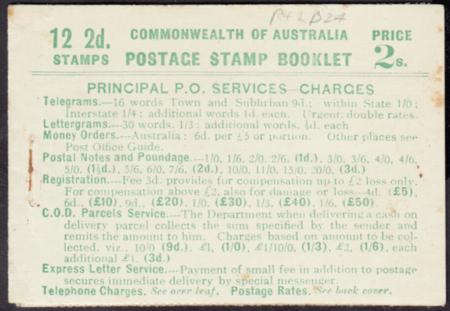 12 2d.
STAMPS
COMMONWEALTH OF AUSTRALIA
POSTAGE STAMP BOOKLET
PRICE
2s.
PRINCIPAL P.O. SERVICES—CHARGES
Telegrams.—16 words Town and Suburban 9d.; within State 1/0;
Interstate 1/4; additional words 1d. each. Urgent, double rates.
Lettergrams.—30 words, 1/3; additional words, ½d. each
Money Orders.—Australia: 6d. per £5 or portion. Other places see
Post Office Guide.
Postal Notes and Poundage.—1/0, 1/6, 2/0, 2/6, (1d.), 3/0, 3/6, 4/0, 4/6,
5/0, (1½d.), 5/6, 6/0, 7/6, (2d.), 10/0, 11/0, 15/0, 20/0, (3d.)
Registration.—Fee 3d. provides for compensation up to £2 loss only.
For compensation above £2, also for damage or loss—4d. (£5),
6d., (£10), 9d., (£20), 1/0, (£30), 1/3, (£40), 1/6, (£50)
C.O.D. Parcels Service.—The Department when delivering a cash on
delivery parcel collects the sum specified by the sender and
remits the amount to him. Charges based on amount to be col-
lected, viz., 10/0 (9d.), £1, (1/0), £1/10/0, (1/3), £2, (1/6), each
additional £1, (3d.)
Express Letter Service.—Payment of small fee in addition to postage
secures immediate delivery by special messenger.
Telephone Charges. See over leaf. Postage Rates. See back cover.